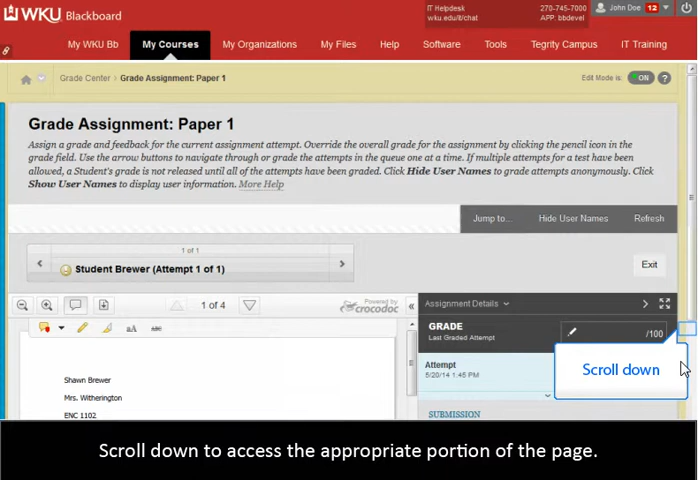 WKU Blackboard
IT Helpdesk
wku.edu/it/chat
270-745-7000
APP: bbdevel
John Doe 12
My WKU Bb My Courses My Organizations My Files Help Software Tools Tegrity Campus IT Training
Grade Center Grade Assignment: Paper 1
Edit Mode is: ON ?
Grade Assignment: Paper 1
Assign a grade and feedback for the current assignment attempt. Override the overall grade for the assignment by clicking the pencil icon in the
grade field. Use the arrow buttons to navigate through or grade the attempts in the queue one at a time. If multiple attempts for a test have been
allowed, a Student's grade is not released until all of the attempts have been graded. Click Hide User Names to grade attempts anonymously. Click
Show User Names to display user information. More Help
Jump to... Hide User Names Refresh
1 of 1
Student Brewer (Attempt 1 of 1)
Exit
1 of 4
Powered by
crocodoc
Assignment Details
GRADE
Last Graded Attempt
/100
Attempt
5/20/14 1:45 PM
SUBMISSION
aA
ABC
Shawn Brewer
Mrs. Witherington
ENC 1102
Scroll down
Scroll down to access the appropriate portion of the page.